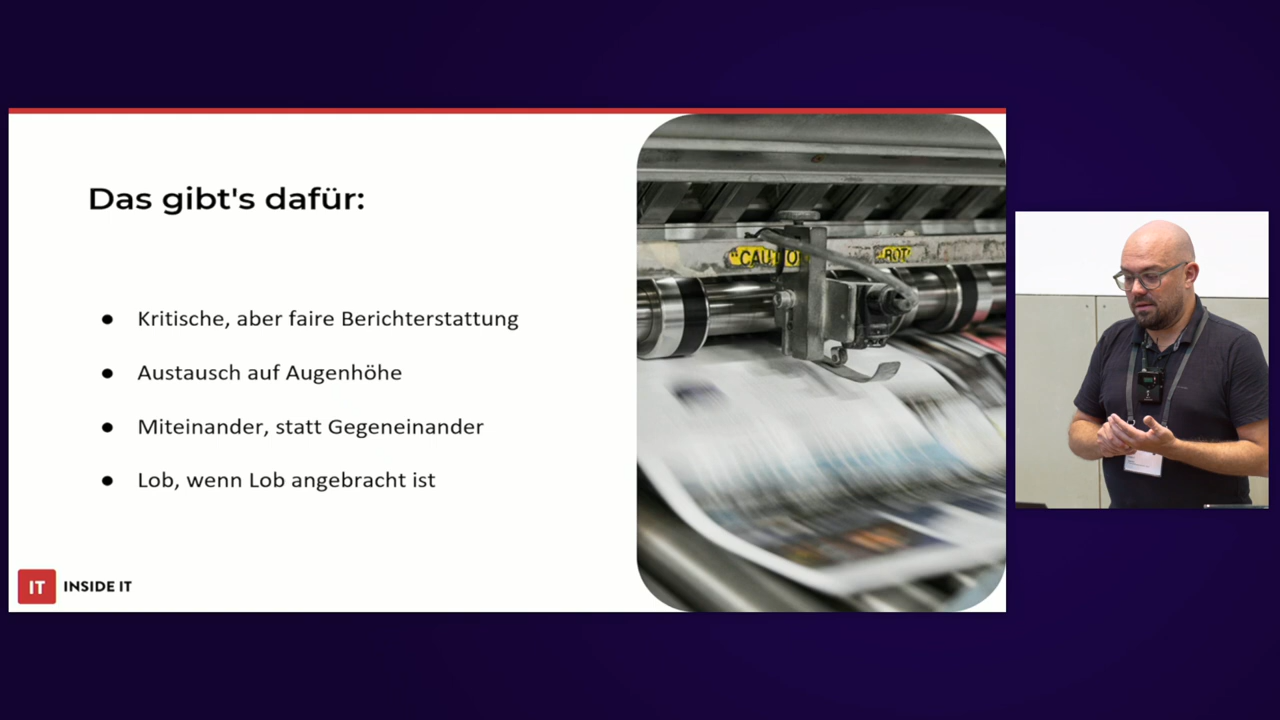 Das gibt's dafür:
● Kritische, aber faire Berichterstattung
● Austausch auf Augenhöhe
● Miteinander, statt Gegeneinander
● Lob, wenn Lob angebracht ist
IT INSIDE IT
"CAUTIO
ROT